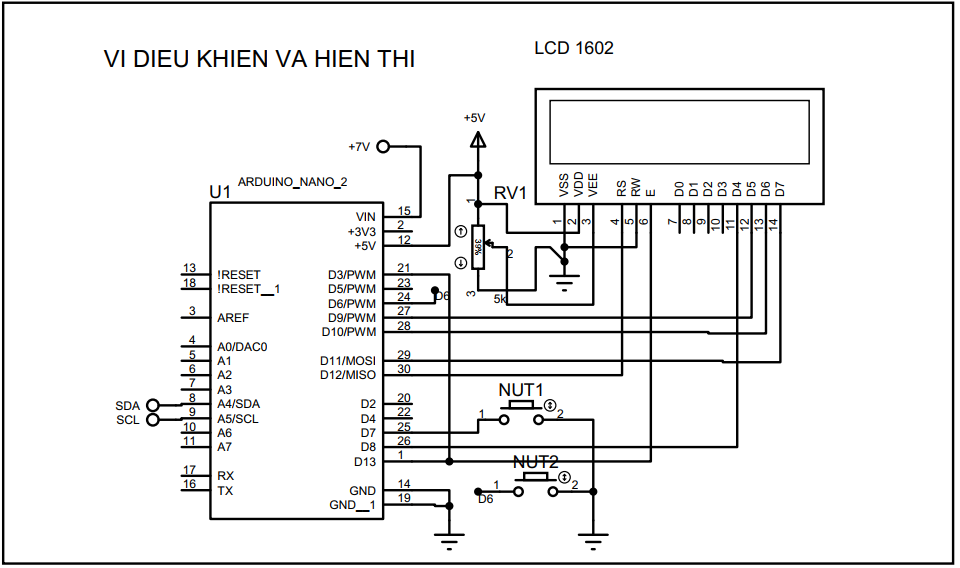 VI DIEU KHIEN VA HIEN THI
LCD 1602
+5V
+7V
ARDUINO_NANO_2
U1
RV1
VSS
VDD
VEE
RS
RW
E
D0
D1
D2
D3
D4
D5
D6
D7
1
2
3
4
5
6
7
8
9
10
11
12
13
14
1
39%
2
3
5k
VIN 15
+3V3 2
+5V 12
13 !RESET
18 !RESET__1
3 AREF
4 A0/DAC0
5 A1
6 A2
7 A3
SDA 8 A4/SDA
SCL 9 A5/SCL
10 A6
11 A7
17 RX
16 TX
D3/PWM 21
D5/PWM 23
D6/PWM 24 D6
D9/PWM 27
D10/PWM 28
D11/MOSI 29
D12/MISO 30
D2 20
D4 22
D7 25
D8 26
D13 1
GND 14
GND__1 19
NUT1
1 2
NUT2
D6 1 2